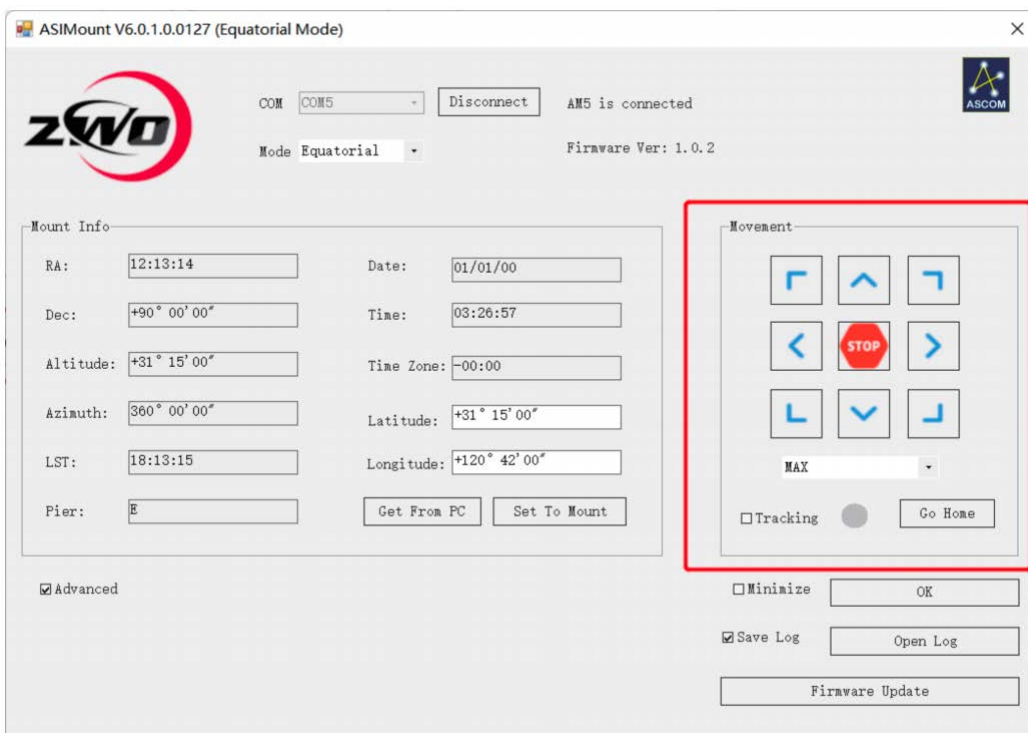 ASIMount V6.0.1.0.0127 (Equatorial Mode)
ZWO
COM COM5 Disconnect AM5 is connected
ASCOM
Mode Equatorial Firmware Ver: 1.0.2
Mount Info
RA: 12:13:14 Date: 01/01/00
Dec: +90° 00'00" Time: 03:26:57
Altitude: +31° 15'00" Time Zone: -00:00
Azimuth: 360° 00'00" Latitude: +31° 15'00"
LST: 18:13:15 Longitude: +120° 42'00"
Pier: E Get From PC Set To Mount
Movement
STOP
MAX
Tracking Go Home
Advanced
Minimize OK
Save Log Open Log
Firmware Update